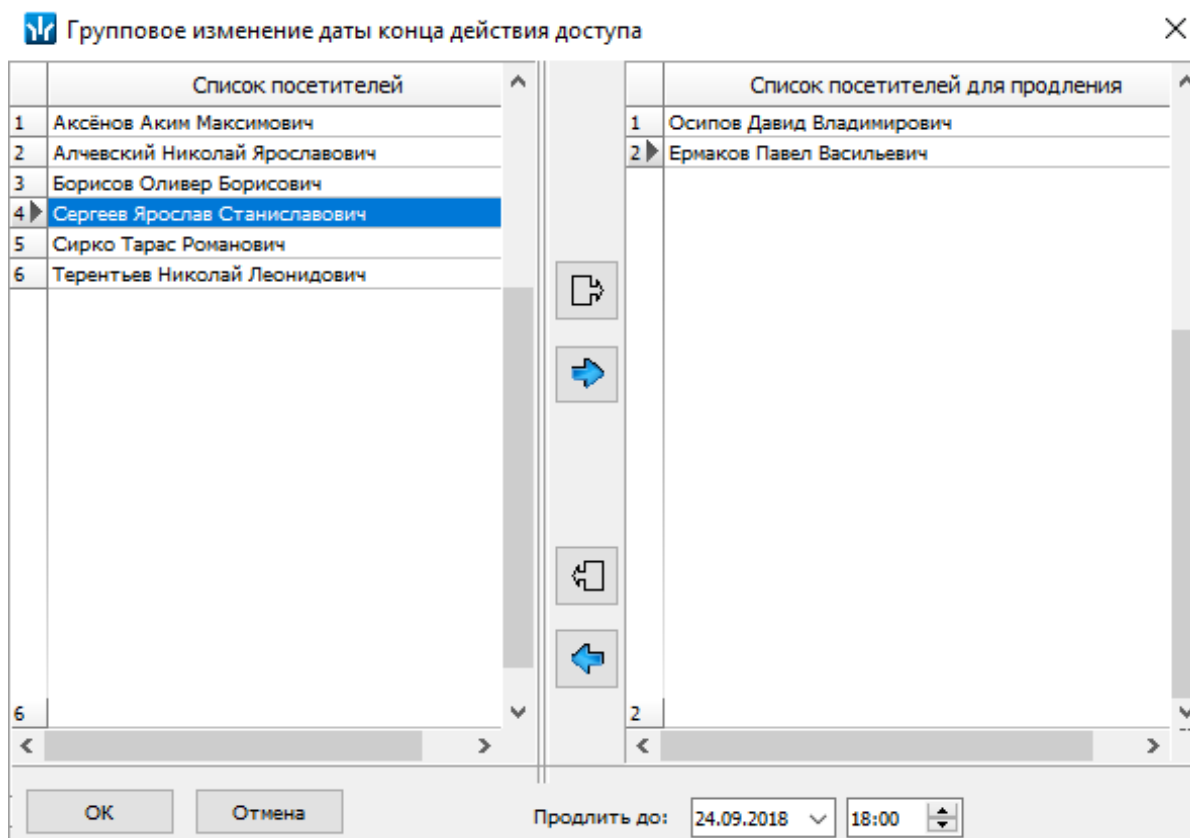 Групповое изменение даты конца действия доступа
Список посетителей
1 Аксёнов Аким Максимович
2 Алчевский Николай Ярославович
3 Борисов Оливер Борисович
4 Сергеев Ярослав Станиславович
5 Сирко Тарас Романович
6 Терентьев Николай Леонидович
6
Список посетителей для продления
1 Осипов Давид Владимирович
2 Ермаков Павел Васильевич
2
ОК
Отмена
Продлить до: 24.09.2018 18:00